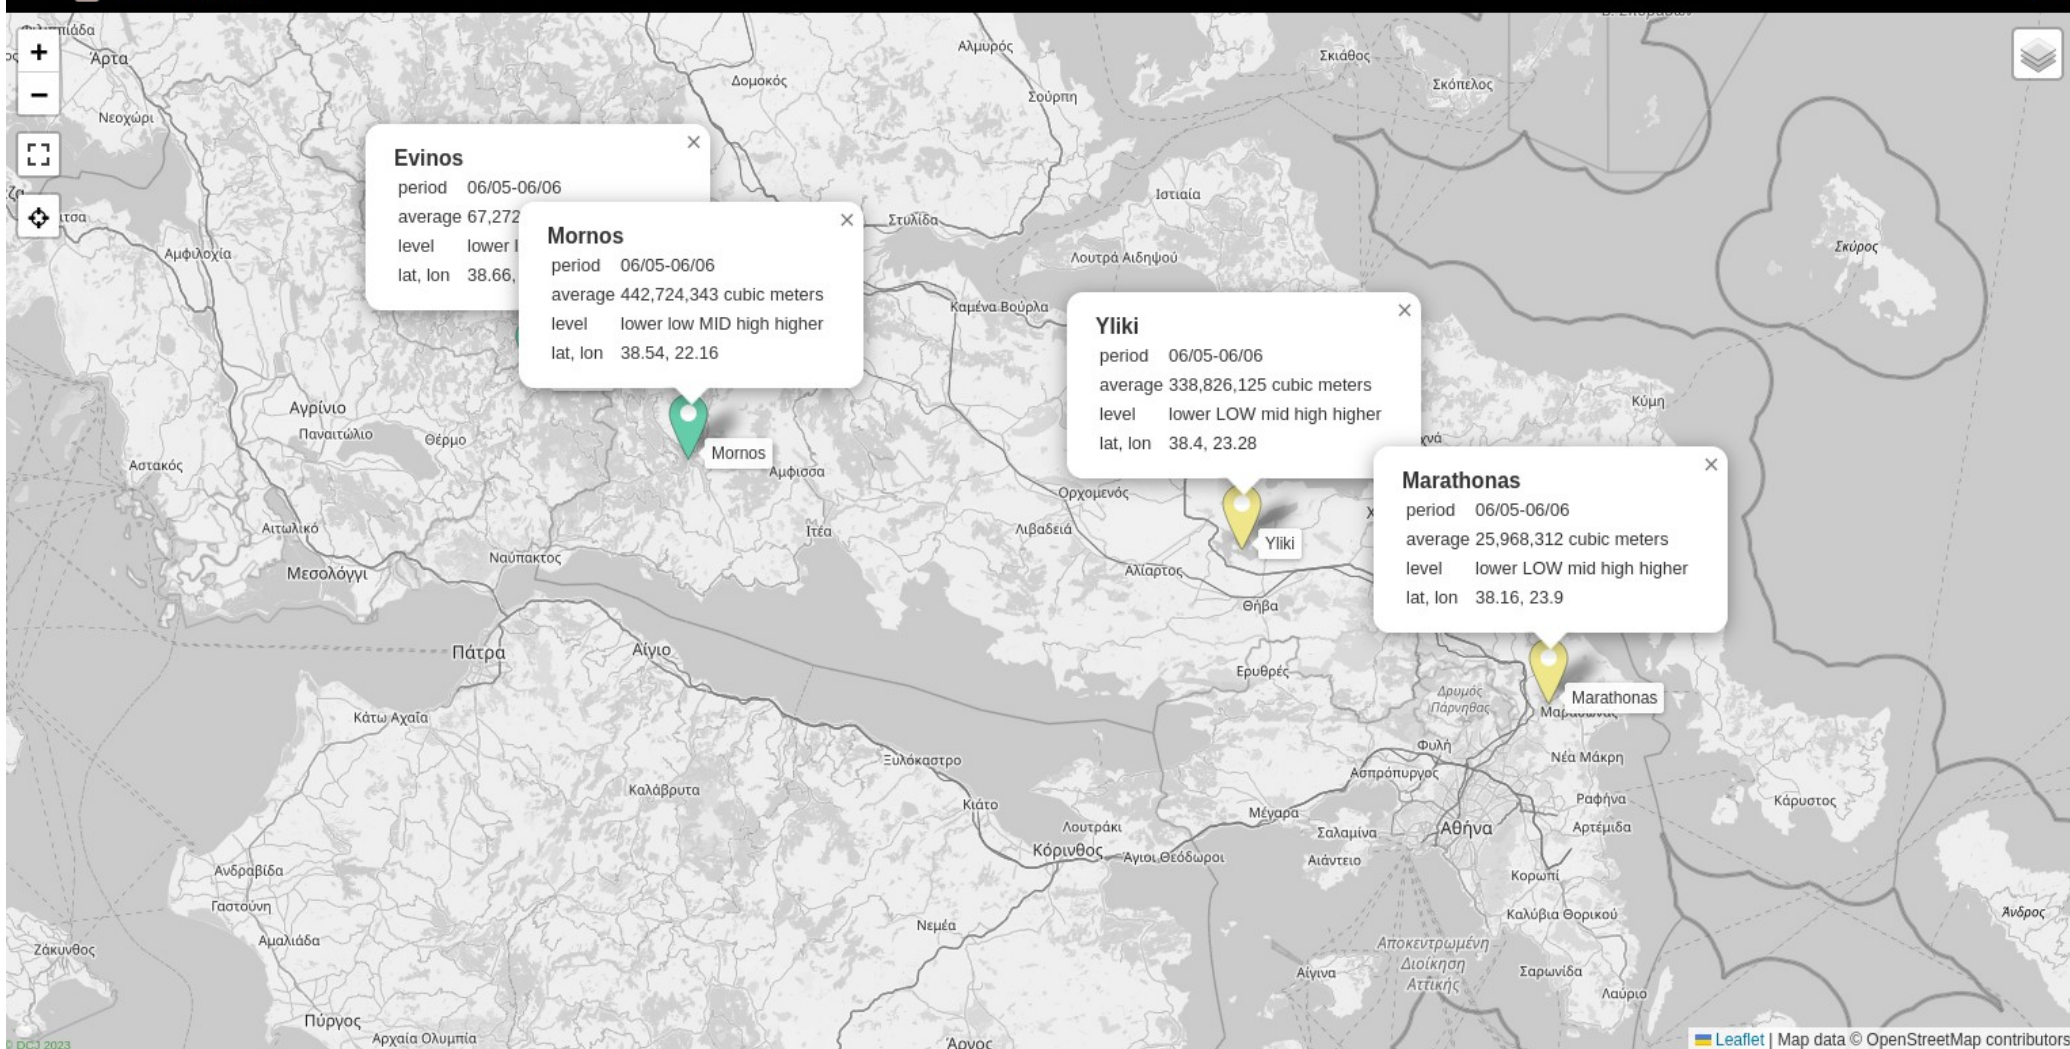 Άρτα
Νεοχώρι
Αμφιλοχία
Δομοκός
Αλμυρός
Σούρπη
Σκιάθος
Σκόπελος
Στυλίδα
Ιστιαία
Λουτρά Αιδηψού
Καμένα Βούρλα
Σκύρος
Κύμη
+
−
Evinos
×
period 06/05-06/06
average 67,272
level lower
lat, lon 38.66,
Mornos
×
period 06/05-06/06
average 442,724,343 cubic meters
level lower low MID high higher
lat, lon 38.54, 22.16
Mornos
Yliki
×
period 06/05-06/06
average 338,826,125 cubic meters
level lower LOW mid high higher
lat, lon 38.4, 23.28
Yliki
Marathonas
×
period 06/05-06/06
average 25,968,312 cubic meters
level lower LOW mid high higher
lat, lon 38.16, 23.9
Marathonas
Αγρίνιο
Παναιτώλιο
Θέρμο
Αστακός
Αμφισσα
Ορχομενός
Λιβαδειά
Ιτέα
Αιτωλικό
Ναύπακτος
Μεσολόγγι
Αλίαρτος
Θήβα
Πάτρα
Αίγιο
Ερυθρές
Δρυμός
Πάρνηθας
Κάτω Αχαΐα
Φυλή
Νέα Μάκρη
Ξυλόκαστρο
Ασπρόπυργος
Καλάβρυτα
Κιάτο
Ραφήνα
Κάρυστος
Μέγαρα
Λουτράκι
Σαλαμίνα
Αθήνα
Αρτέμιδα
Κόρινθος
Άγιοι Θεόδωροι
Αιάντειο
Ανδραβίδα
Κορωπί
Γαστούνη
Καλύβια Θορικού
Άνδρος
Νεμέα
Αμαλιάδα
Ζάκυνθος
Αποκεντρωμένη
Διοίκηση
Αττικής
Αίγινα
Σαρωνίδα
Λαύριο
Πύργος
Αρχαία Ολυμπία
Άργος
© DCJ 2023
Leaflet | Map data © OpenStreetMap contributors